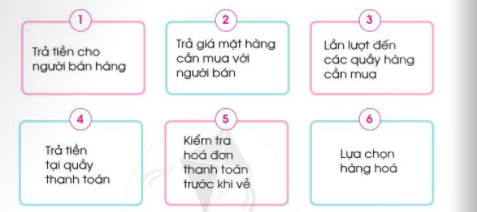 1
Trả tiền cho
người bán hàng
2
Trả giá mặt hàng
cần mua với
người bán
3
Lần lượt đến
các quầy hàng
cần mua
4
Trả tiền
tại quầy
thanh toán
5
Kiểm tra
hoá đơn
thanh toán
trước khi về
6
Lựa chọn
hàng hoá